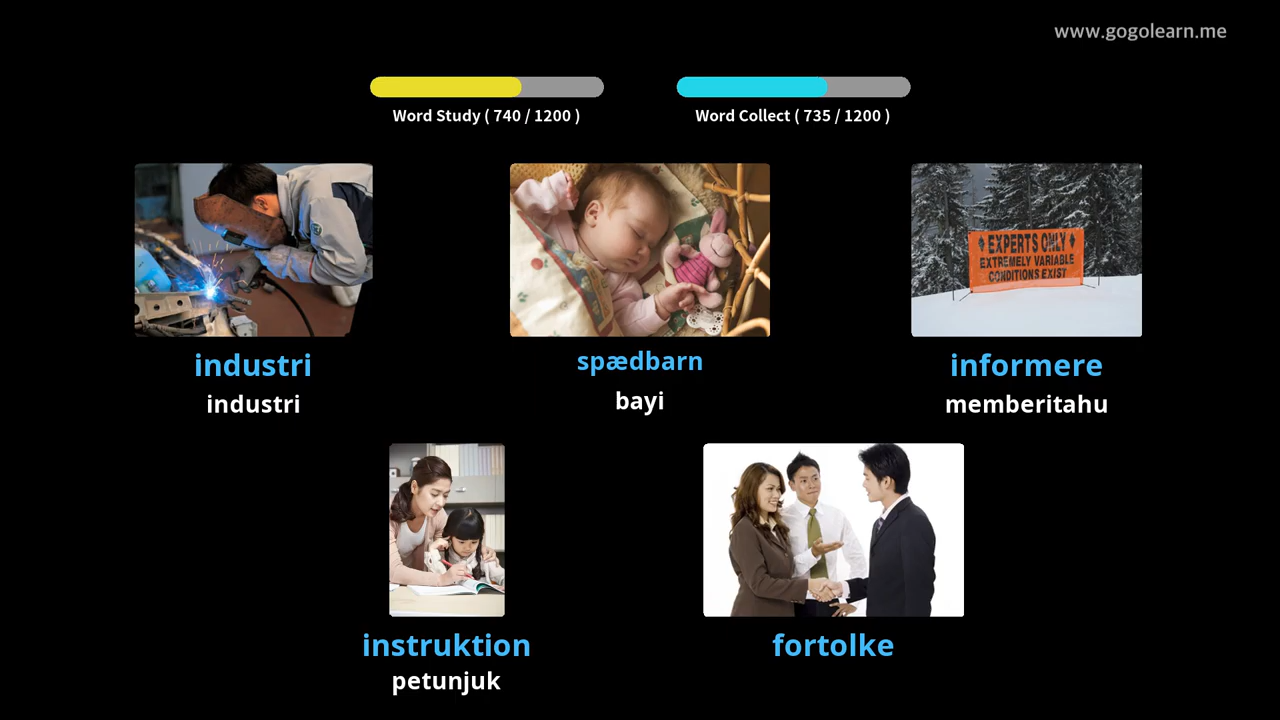 www.gogolearn.me
Word Study ( 740 / 1200 )
Word Collect ( 735 / 1200 )
EXPERTS ONLY
EXTREMELY VARIABLE
CONDITIONS EXIST
industri
industri
spædbarn
bayi
informere
memberitahu
instruktion
petunjuk
fortolke